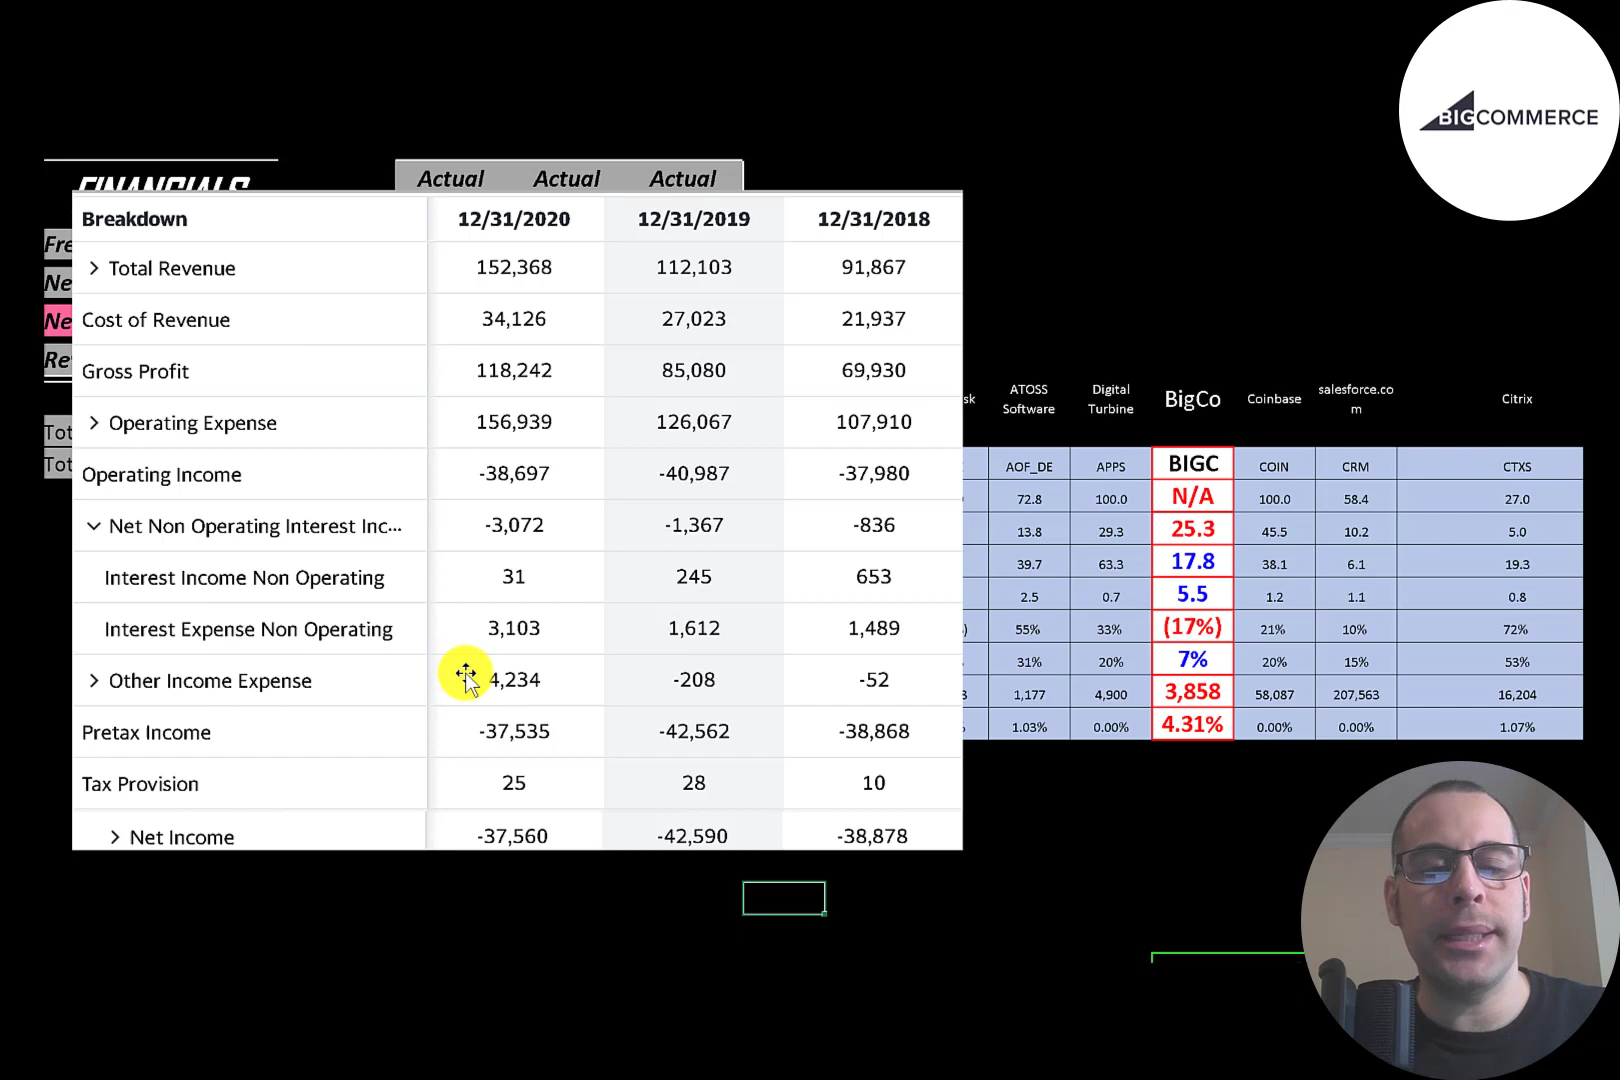 BIGCOMMERCE
FINANCIALS
Actual Actual Actual
Breakdown 12/31/2020 12/31/2019 12/31/2018
Total Revenue 152,368 112,103 91,867
Cost of Revenue 34,126 27,023 21,937
Gross Profit 118,242 85,080 69,930
Operating Expense 156,939 126,067 107,910
Operating Income -38,697 -40,987 -37,980
Net Non Operating Interest Inc··· -3,072 -1,367 -836
Interest Income Non Operating 31 245 653
Interest Expense Non Operating 3,103 1,612 1,489
Other Income Expense 4,234 -208 -52
Pretax Income -37,535 -42,562 -38,868
Tax Provision 25 28 10
Net Income -37,560 -42,590 -38,878
Fre
Ne
Ne
Re
Tot
Tot
sk ATOSS Software Digital Turbine BigCo Coinbase salesforce.com Citrix
AOF_DE APPS BIGC COIN CRM CTXS
72.8 100.0 N/A 100.0 58.4 27.0
13.8 29.3 25.3 45.5 10.2 5.0
39.7 63.3 17.8 38.1 6.1 19.3
2.5 0.7 5.5 1.2 1.1 0.8
) 55% 33% (17%) 21% 10% 72%
31% 20% 7% 20% 15% 53%
1,177 4,900 3,858 58,087 207,563 16,204
1.03% 0.00% 4.31% 0.00% 0.00% 1.07%